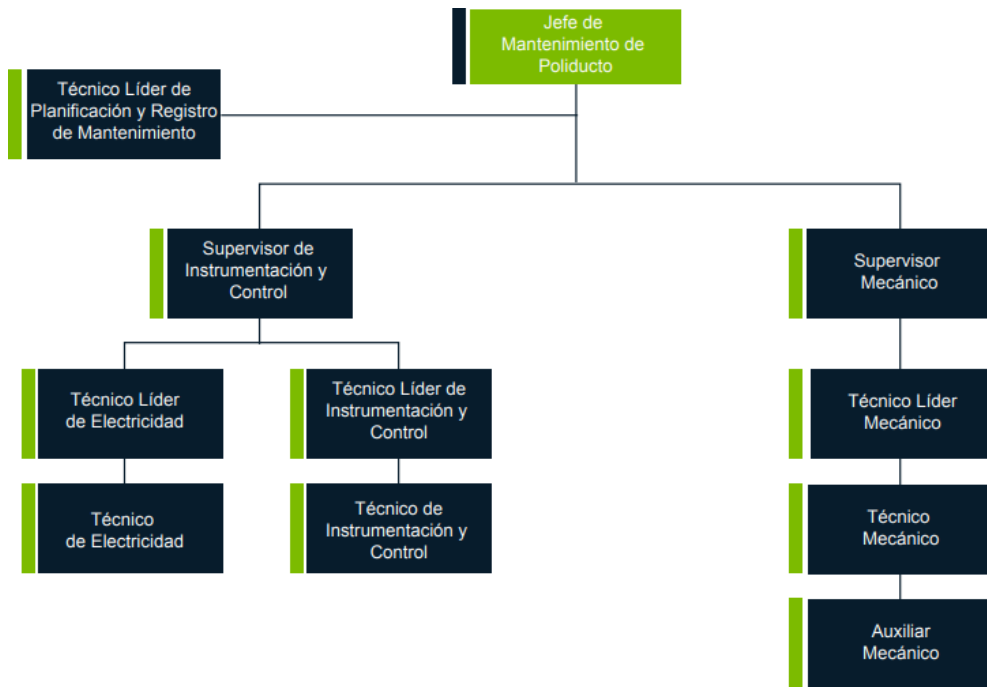 Jefe de
Mantenimiento de
Poliducto
Técnico Líder de
Planificación y Registro
de Mantenimiento
Supervisor de
Instrumentación y
Control
Supervisor
Mecánico
Técnico Líder
de Electricidad
Técnico Líder de
Instrumentación y
Control
Técnico Líder
Mecánico
Técnico
de Electricidad
Técnico de
Instrumentación y
Control
Técnico
Mecánico
Auxiliar
Mecánico